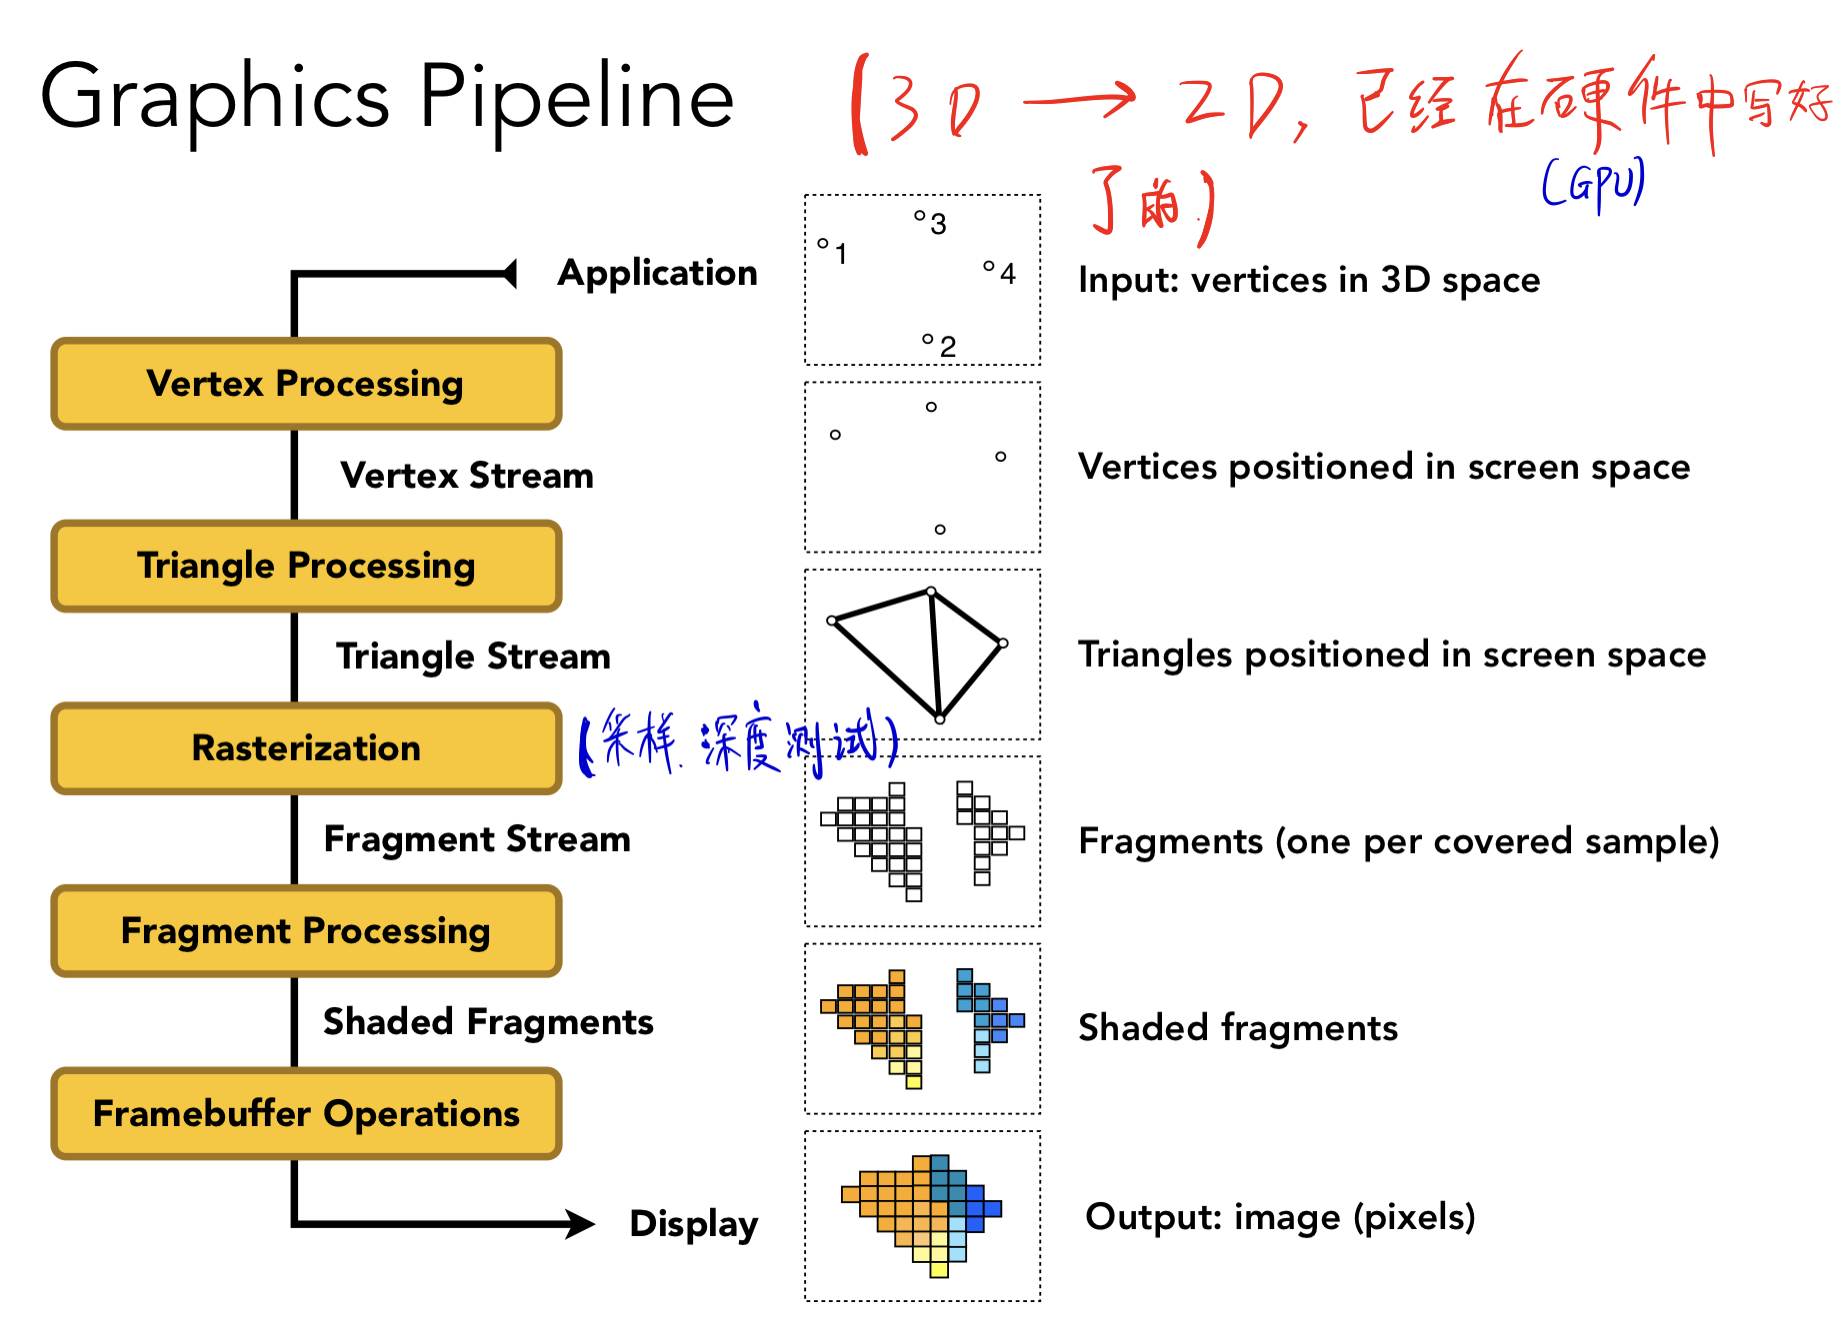 Graphics Pipeline (3D → 2D, 已经在硬件中写好
了的.) (GPU)
3
1
4
2
Application
Input: vertices in 3D space
Vertex Processing
Vertex Stream
Vertices positioned in screen space
Triangle Processing
Triangle Stream
Triangles positioned in screen space
Rasterization (采样. 深度测试)
Fragment Stream
Fragments (one per covered sample)
Fragment Processing
Shaded Fragments
Shaded fragments
Framebuffer Operations
Display
Output: image (pixels)